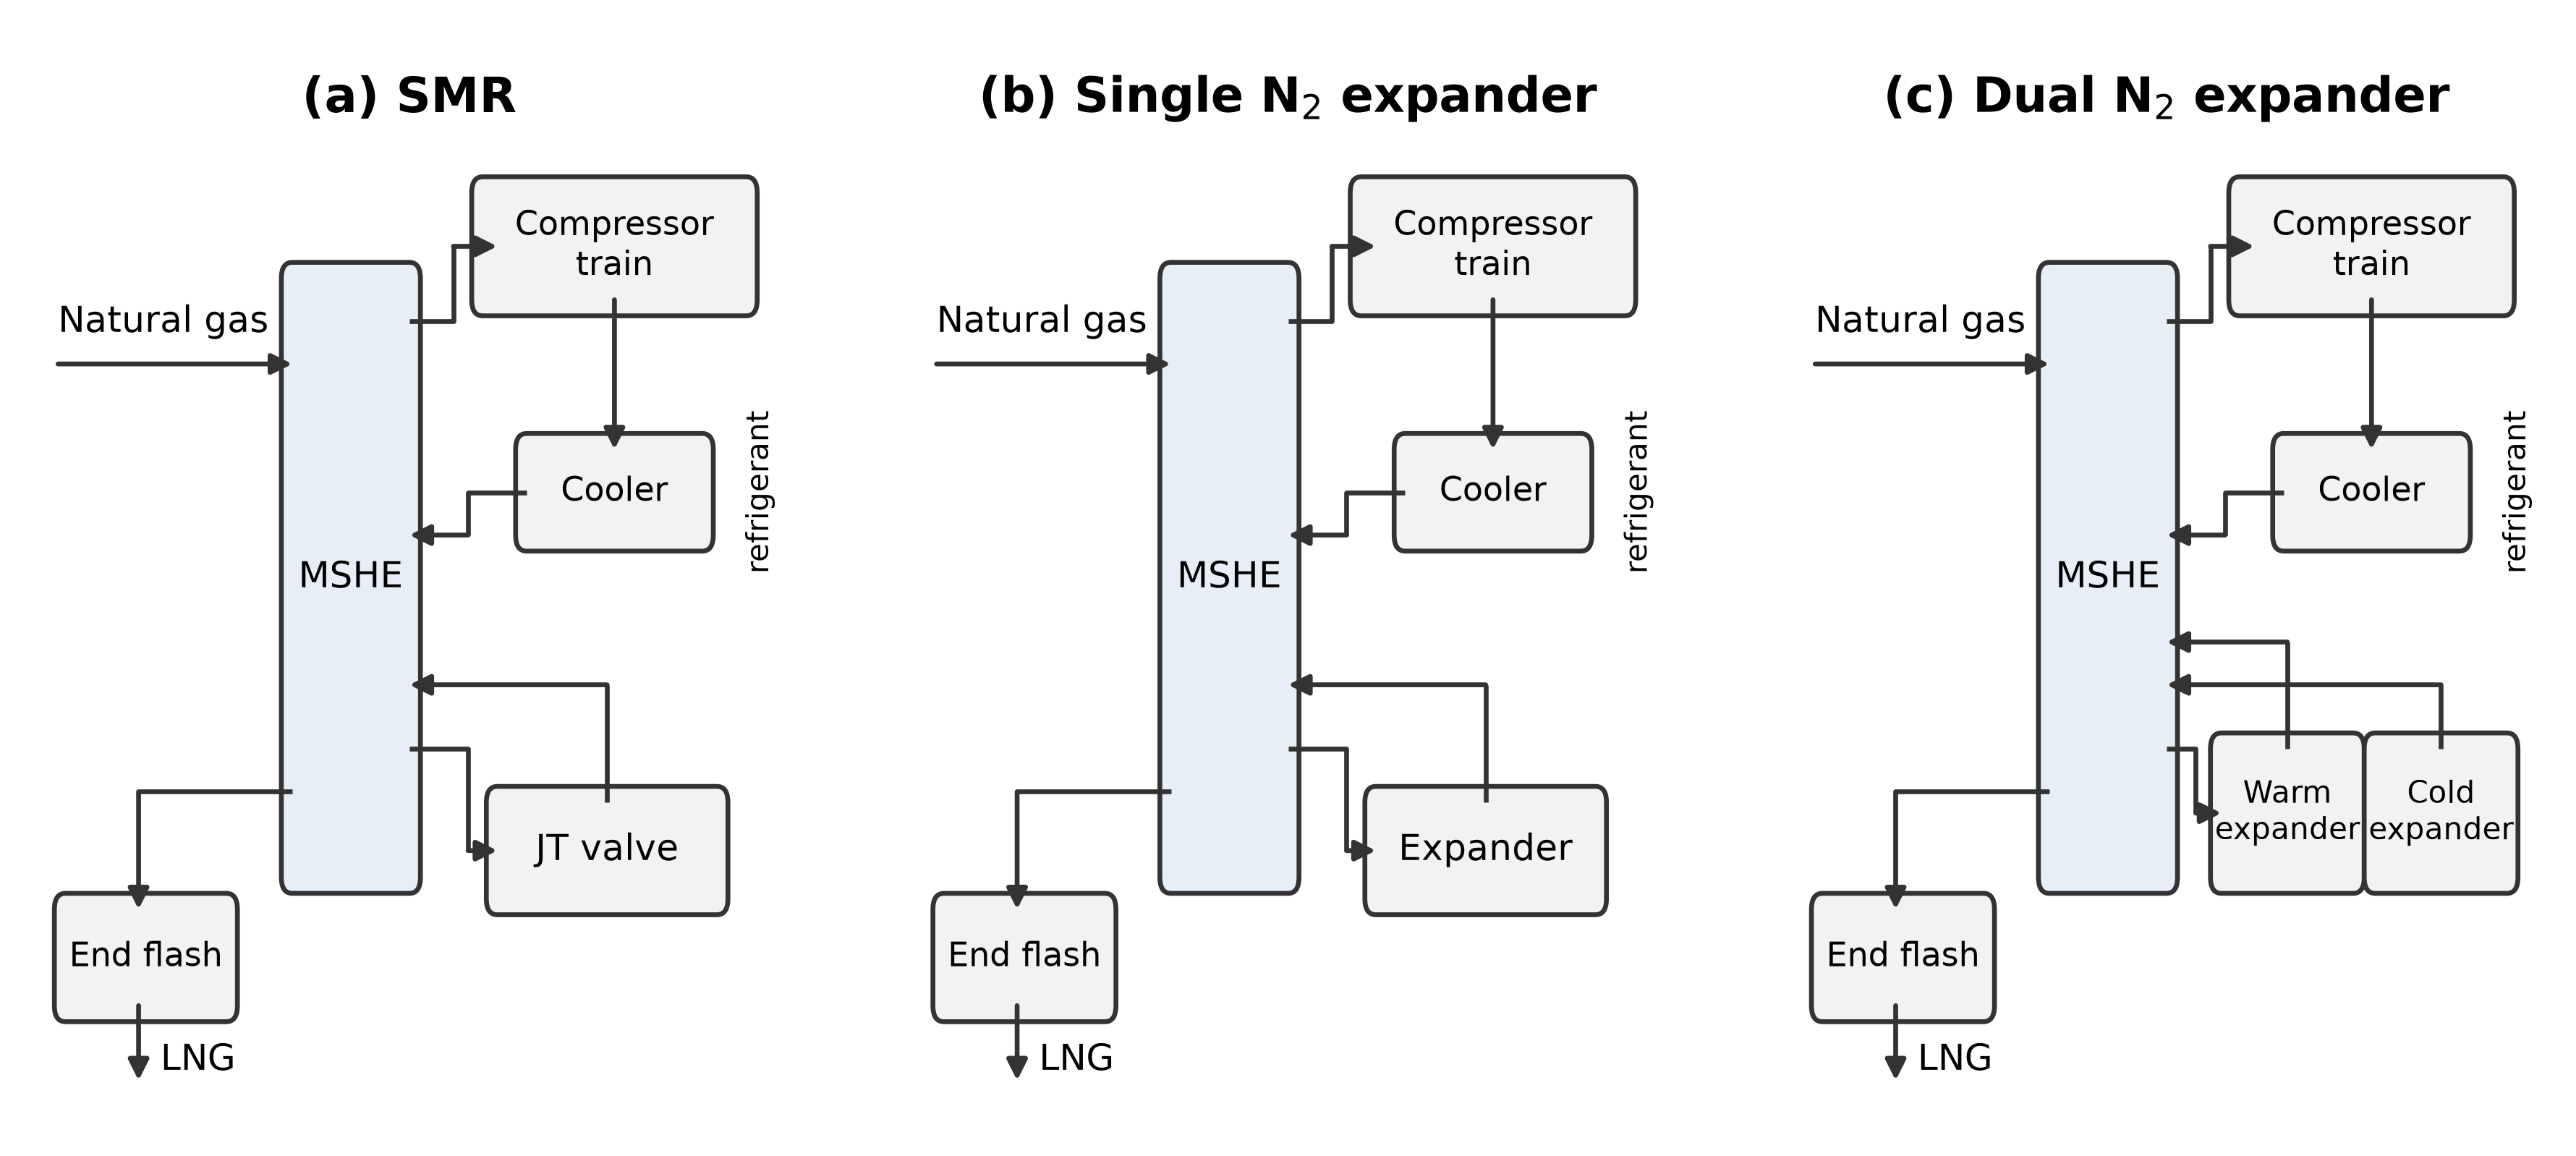 (a) SMR
Compressor
train
Natural gas
refrigerant
Cooler
MSHE
JT valve
End flash
LNG
(b) Single N₂ expander
Compressor
train
Natural gas
refrigerant
Cooler
MSHE
Expander
End flash
LNG
(c) Dual N₂ expander
Compressor
train
Natural gas
refrigerant
Cooler
MSHE
Warm
expander
Cold
expander
End flash
LNG